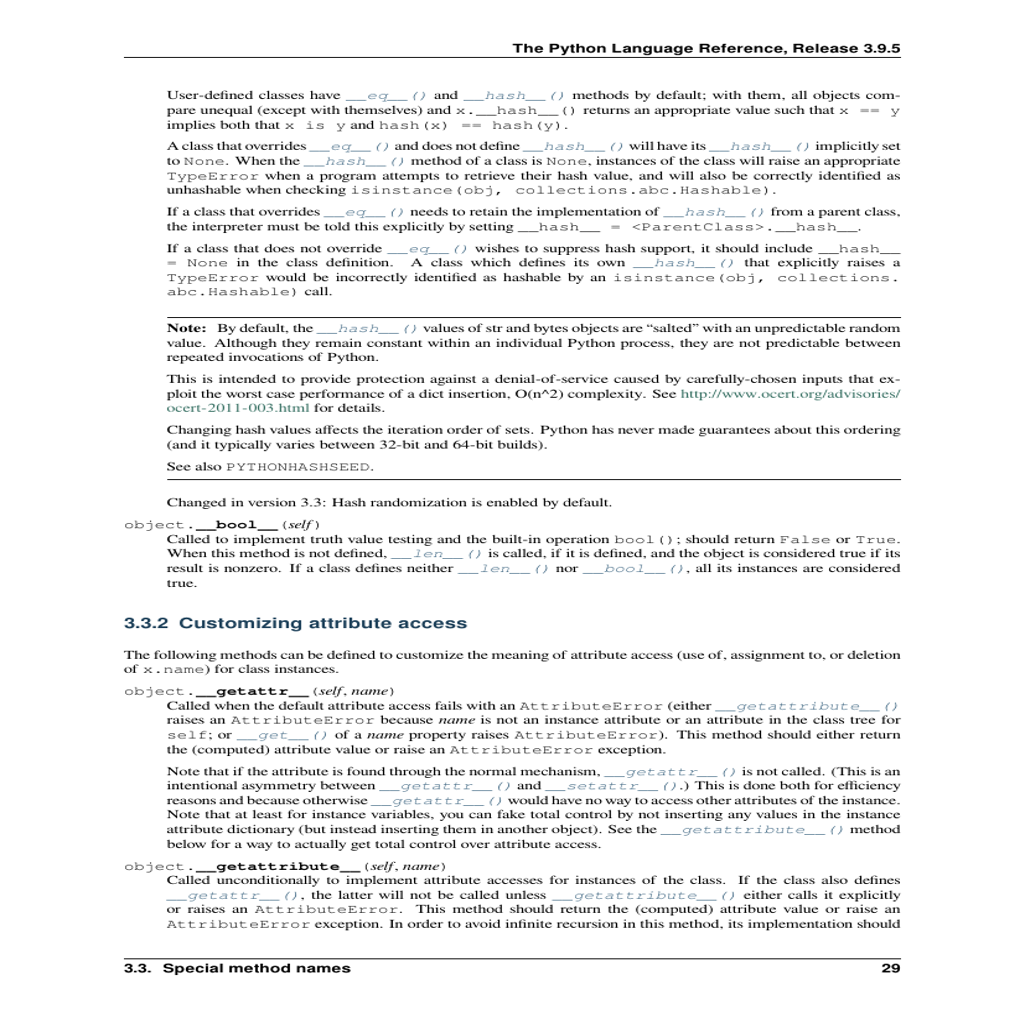 The Python Language Reference, Release 3.9.5
User-defined classes have __eq__() and __hash__() methods by default; with them, all objects com-
pare unequal (except with themselves) and x.__hash__() returns an appropriate value such that x == y
implies both that x is y and hash(x) == hash(y).
A class that overrides __eq__() and does not define __hash__() will have its __hash__() implicitly set
to None. When the __hash__() method of a class is None, instances of the class will raise an appropriate
TypeError when a program attempts to retrieve their hash value, and will also be correctly identified as
unhashable when checking isinstance(obj, collections.abc.Hashable).
If a class that overrides __eq__() needs to retain the implementation of __hash__() from a parent class,
the interpreter must be told this explicitly by setting __hash__ = <ParentClass>.__hash__.
If a class that does not override __eq__() wishes to suppress hash support, it should include __hash__
= None in the class definition. A class which defines its own __hash__() that explicitly raises a
TypeError would be incorrectly identified as hashable by an isinstance(obj, collections.
abc.Hashable) call.
Note: By default, the __hash__() values of str and bytes objects are “salted” with an unpredictable random
value. Although they remain constant within an individual Python process, they are not predictable between
repeated invocations of Python.
This is intended to provide protection against a denial-of-service caused by carefully-chosen inputs that ex-
ploit the worst case performance of a dict insertion, O(n^2) complexity. See http://www.ocert.org/advisories/
ocert-2011-003.html for details.
Changing hash values affects the iteration order of sets. Python has never made guarantees about this ordering
(and it typically varies between 32-bit and 64-bit builds).
See also PYTHONHASHSEED.
Changed in version 3.3: Hash randomization is enabled by default.
object.__bool__(self)
Called to implement truth value testing and the built-in operation bool(); should return False or True.
When this method is not defined, __len__() is called, if it is defined, and the object is considered true if its
result is nonzero. If a class defines neither __len__() nor __bool__(), all its instances are considered
true.
3.3.2 Customizing attribute access
The following methods can be defined to customize the meaning of attribute access (use of, assignment to, or deletion
of x.name) for class instances.
object.__getattr__(self, name)
Called when the default attribute access fails with an AttributeError (either __getattribute__()
raises an AttributeError because name is not an instance attribute or an attribute in the class tree for
self; or __get__() of a name property raises AttributeError). This method should either return
the (computed) attribute value or raise an AttributeError exception.
Note that if the attribute is found through the normal mechanism, __getattr__() is not called. (This is an
intentional asymmetry between __getattr__() and __setattr__().) This is done both for efficiency
reasons and because otherwise __getattr__() would have no way to access other attributes of the instance.
Note that at least for instance variables, you can fake total control by not inserting any values in the instance
attribute dictionary (but instead inserting them in another object). See the __getattribute__() method
below for a way to actually get total control over attribute access.
object.__getattribute__(self, name)
Called unconditionally to implement attribute accesses for instances of the class. If the class also defines
__getattr__(), the latter will not be called unless __getattribute__() either calls it explicitly
or raises an AttributeError. This method should return the (computed) attribute value or raise an
AttributeError exception. In order to avoid infinite recursion in this method, its implementation should
3.3. Special method names 29